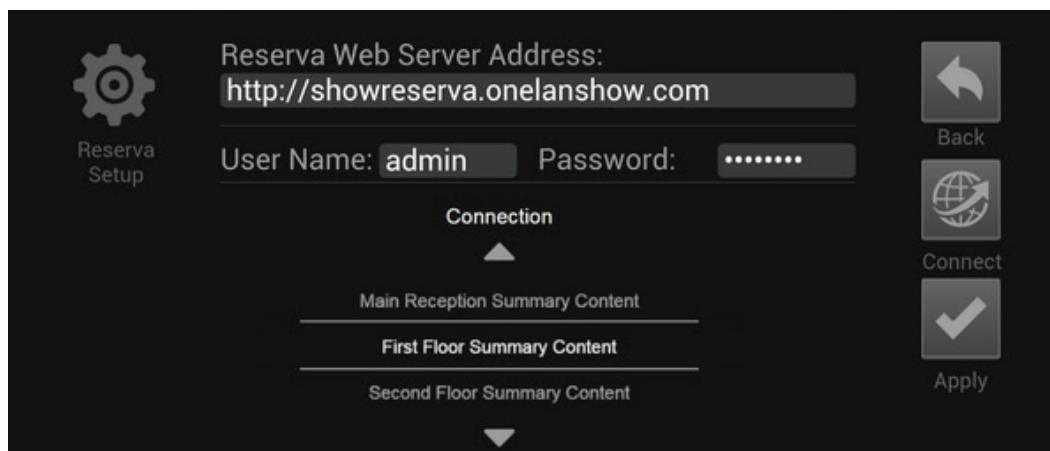 Reserva Web Server Address:
http://showreserva.onelanshow.com
Reserva
Setup
User Name: admin Password: ••••••••
Connection
Main Reception Summary Content
First Floor Summary Content
Second Floor Summary Content
Back
Connect
Apply